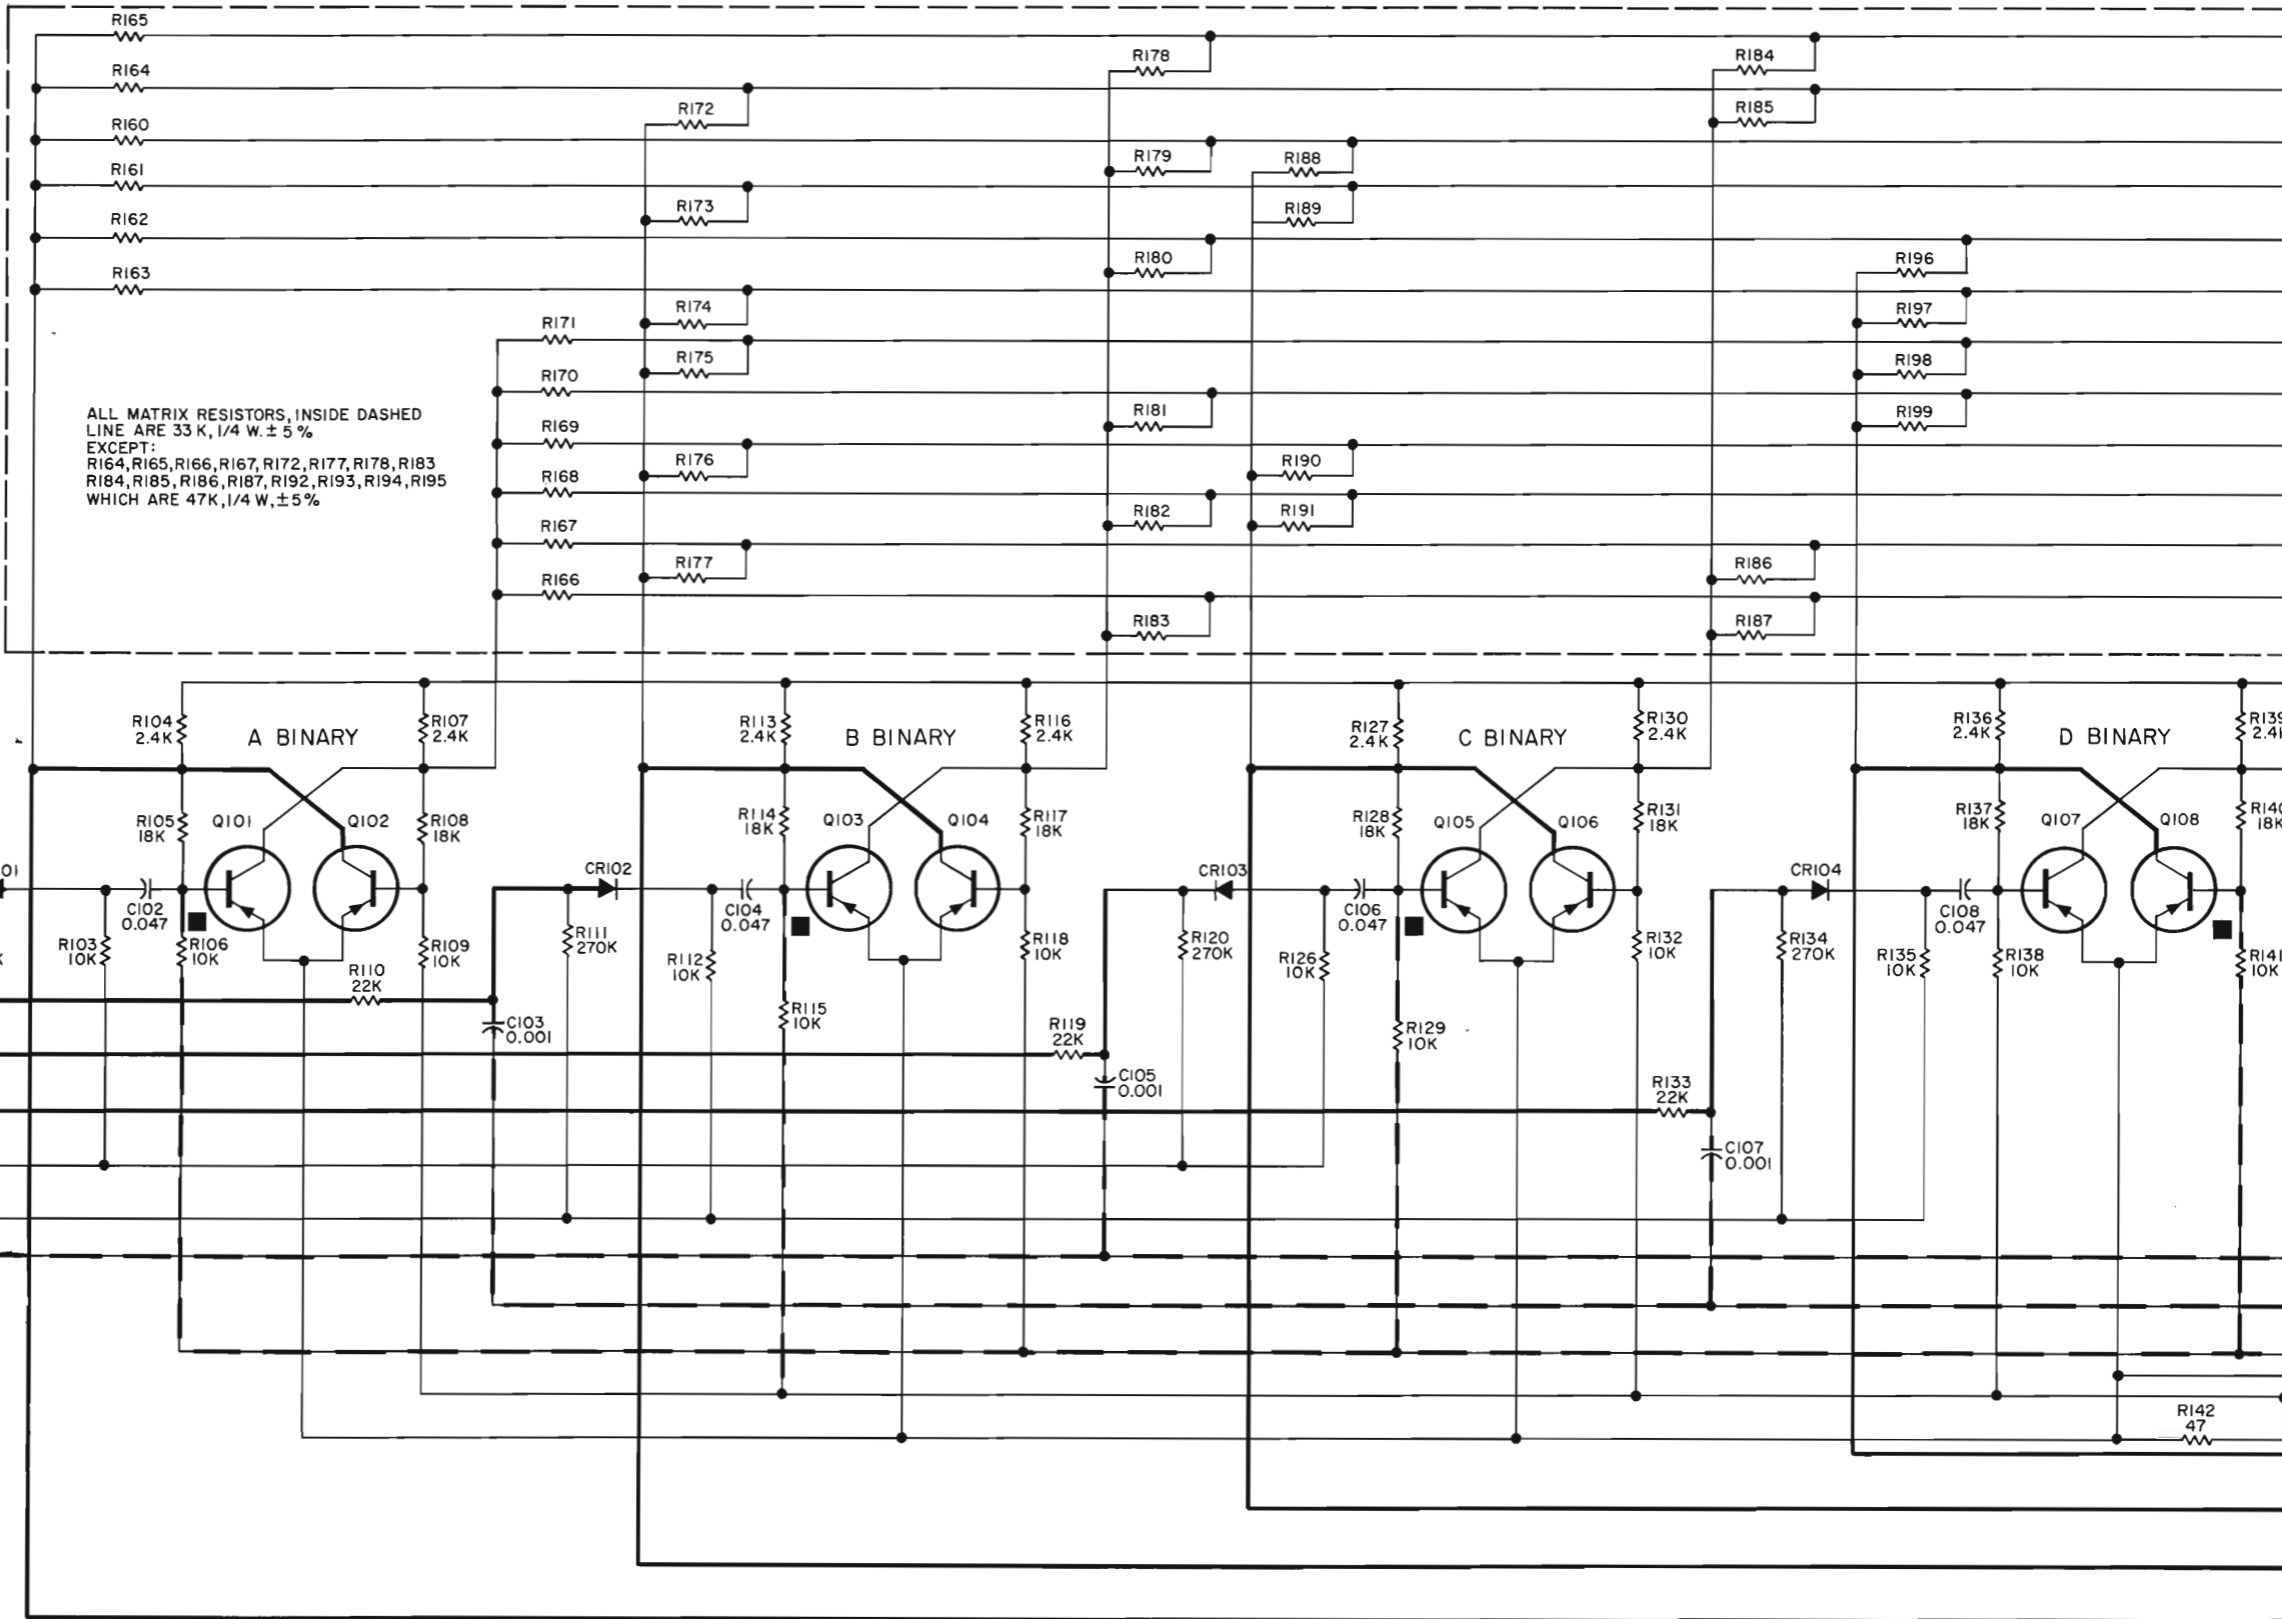 R165
R178
R184
R164
R172
R185
R160
R179
R188
R161
R173
R189
R162
R180
R196
R163
R174
R197
R171
R175
R198
R170
R181
R199
ALL MATRIX RESISTORS, INSIDE DASHED
LINE ARE 33 K, 1/4 W. ± 5 %
EXCEPT:
R164, R165, R166, R167, R172, R177, R178, R183
R184, R185, R186, R187, R192, R193, R194, R195
WHICH ARE 47K, 1/4 W, ±5%
R169
R176
R190
R168
R182
R191
R167
R177
R186
R166
R183
R187
R104
2.4K
A BINARY
R107
2.4K
R113
2.4K
B BINARY
R116
2.4K
R127
2.4K
C BINARY
R130
2.4K
R136
2.4K
D BINARY
R139
2.4K
R105
18K
Q101
Q102
R108
18K
R114
18K
Q103
Q104
R117
18K
R128
18K
Q105
Q106
R131
18K
R137
18K
Q107
Q108
R140
18K
01
CR102
CR103
CR104
C102
0.047
C104
0.047
C106
0.047
C108
0.047
K
R103
10K
R106
10K
R109
10K
R111
270K
R112
10K
R118
10K
R120
270K
R126
10K
R132
10K
R134
270K
R135
10K
R138
10K
R141
10K
R110
22K
C103
0.001
R115
10K
R119
22K
R129
10K
C105
0.001
R133
22K
C107
0.001
R142
47